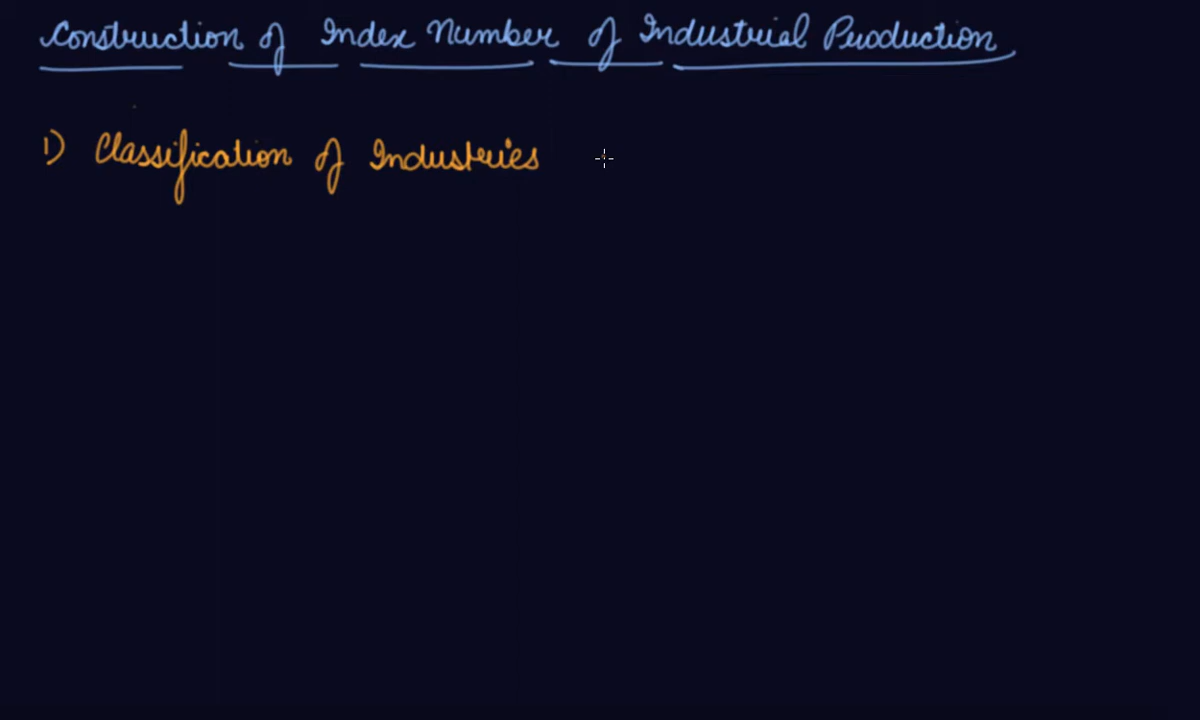 Construction of Index Number of Industrial Production
1) Classification of Industries